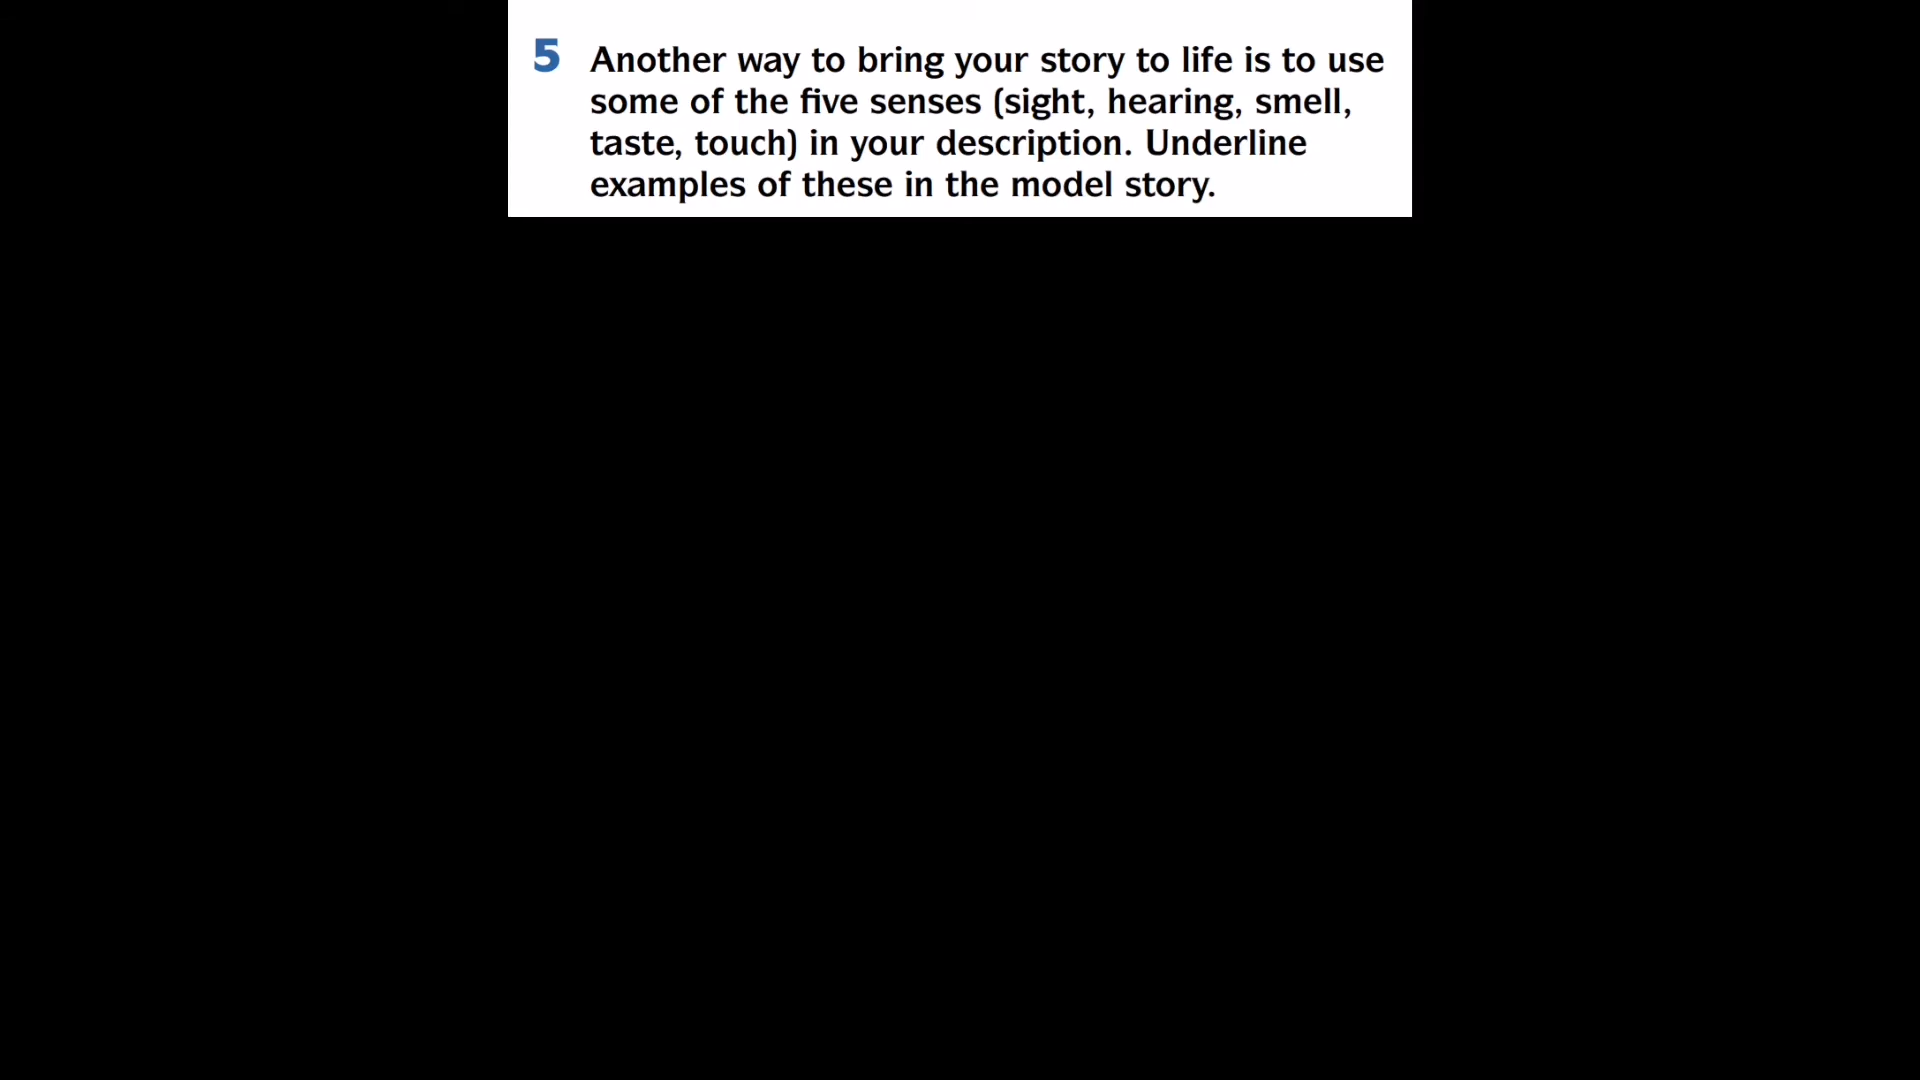 5 Another way to bring your story to life is to use
some of the five senses (sight, hearing, smell,
taste, touch) in your description. Underline
examples of these in the model story.